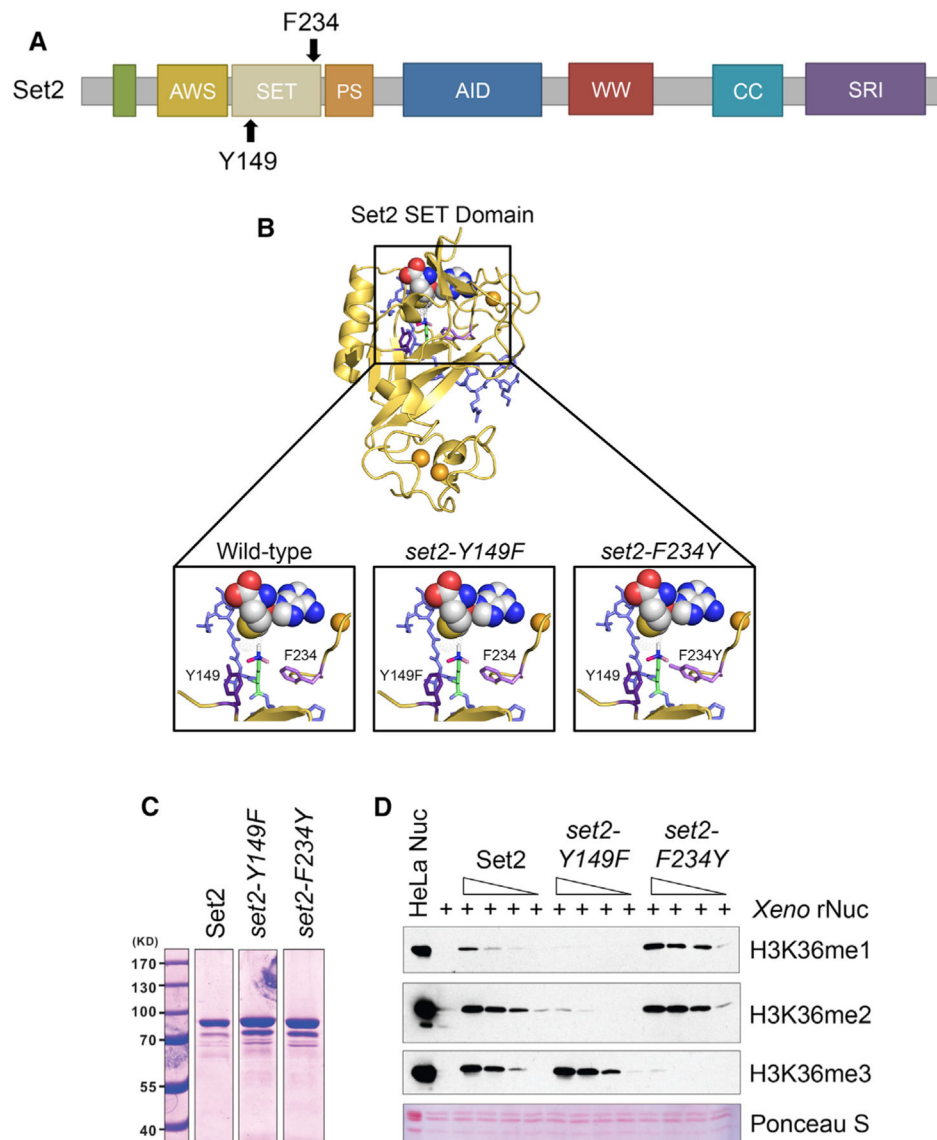 A
F234
Set2
AWS SET PS AID WW CC SRI
Y149
B
Set2 SET Domain
Wild-type set2-Y149F set2-F234Y
Y149 F234 Y149F F234 Y149 F234Y
C
Set2 set2-Y149F set2-F234Y
(KD)
170
130
100
70
55
40
D
HeLa Nuc Set2 set2-Y149F set2-F234Y
+ + + + + + + + + + + + + Xeno rNuc
H3K36me1
H3K36me2
H3K36me3
Ponceau S